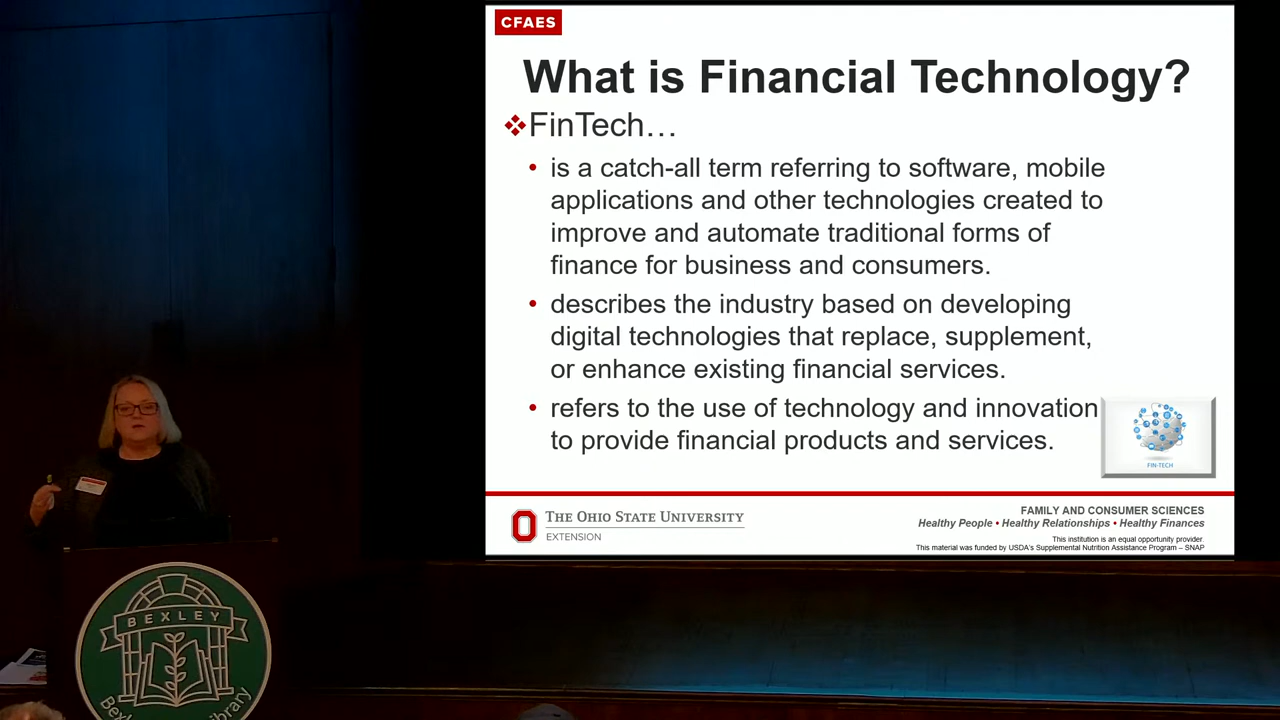 CFAES
What is Financial Technology?
FinTech…
• is a catch-all term referring to software, mobile
applications and other technologies created to
improve and automate traditional forms of
finance for business and consumers.
• describes the industry based on developing
digital technologies that replace, supplement,
or enhance existing financial services.
• refers to the use of technology and innovation
to provide financial products and services.
FIN-TECH
THE OHIO STATE UNIVERSITY
EXTENSION
FAMILY AND CONSUMER SCIENCES
Healthy People • Healthy Relationships • Healthy Finances
This institution is an equal opportunity provider.
This material was funded by USDA's Supplemental Nutrition Assistance Program – SNAP
BEXLEY